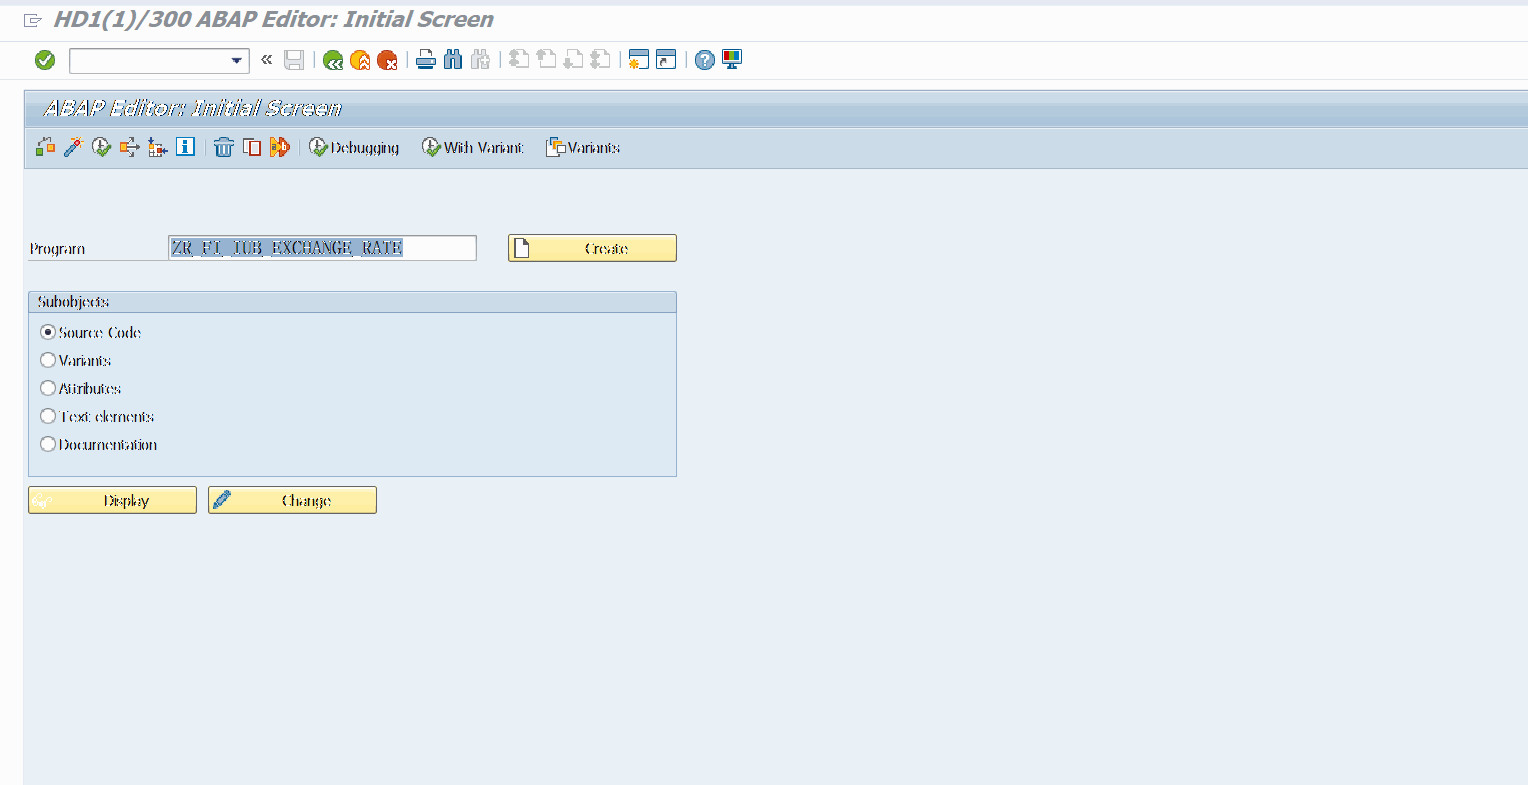 HD1(1)/300 ABAP Editor: Initial Screen
ABAP Editor: Initial Screen
Debugging With Variant Variants
Program ZR_FI_IUB_EXCHANGE_RATE Create
Subobjects
Source Code
Variants
Attributes
Text elements
Documentation
Display Change